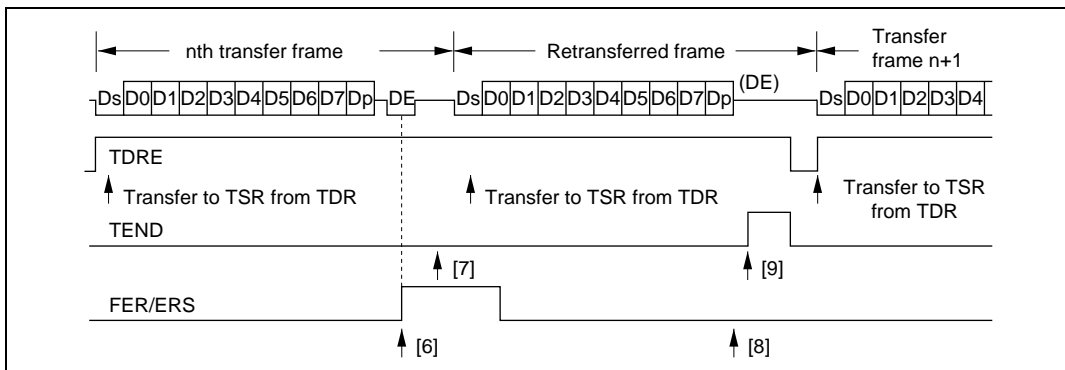 nth transfer frame
Retransferred frame
Transfer
frame n+1
Ds D0 D1 D2 D3 D4 D5 D6 D7 Dp DE
Ds D0 D1 D2 D3 D4 D5 D6 D7 Dp
(DE)
Ds D0 D1 D2 D3 D4
TDRE
Transfer to TSR from TDR
Transfer to TSR from TDR
Transfer to TSR
from TDR
TEND
[7]
[9]
FER/ERS
[6]
[8]